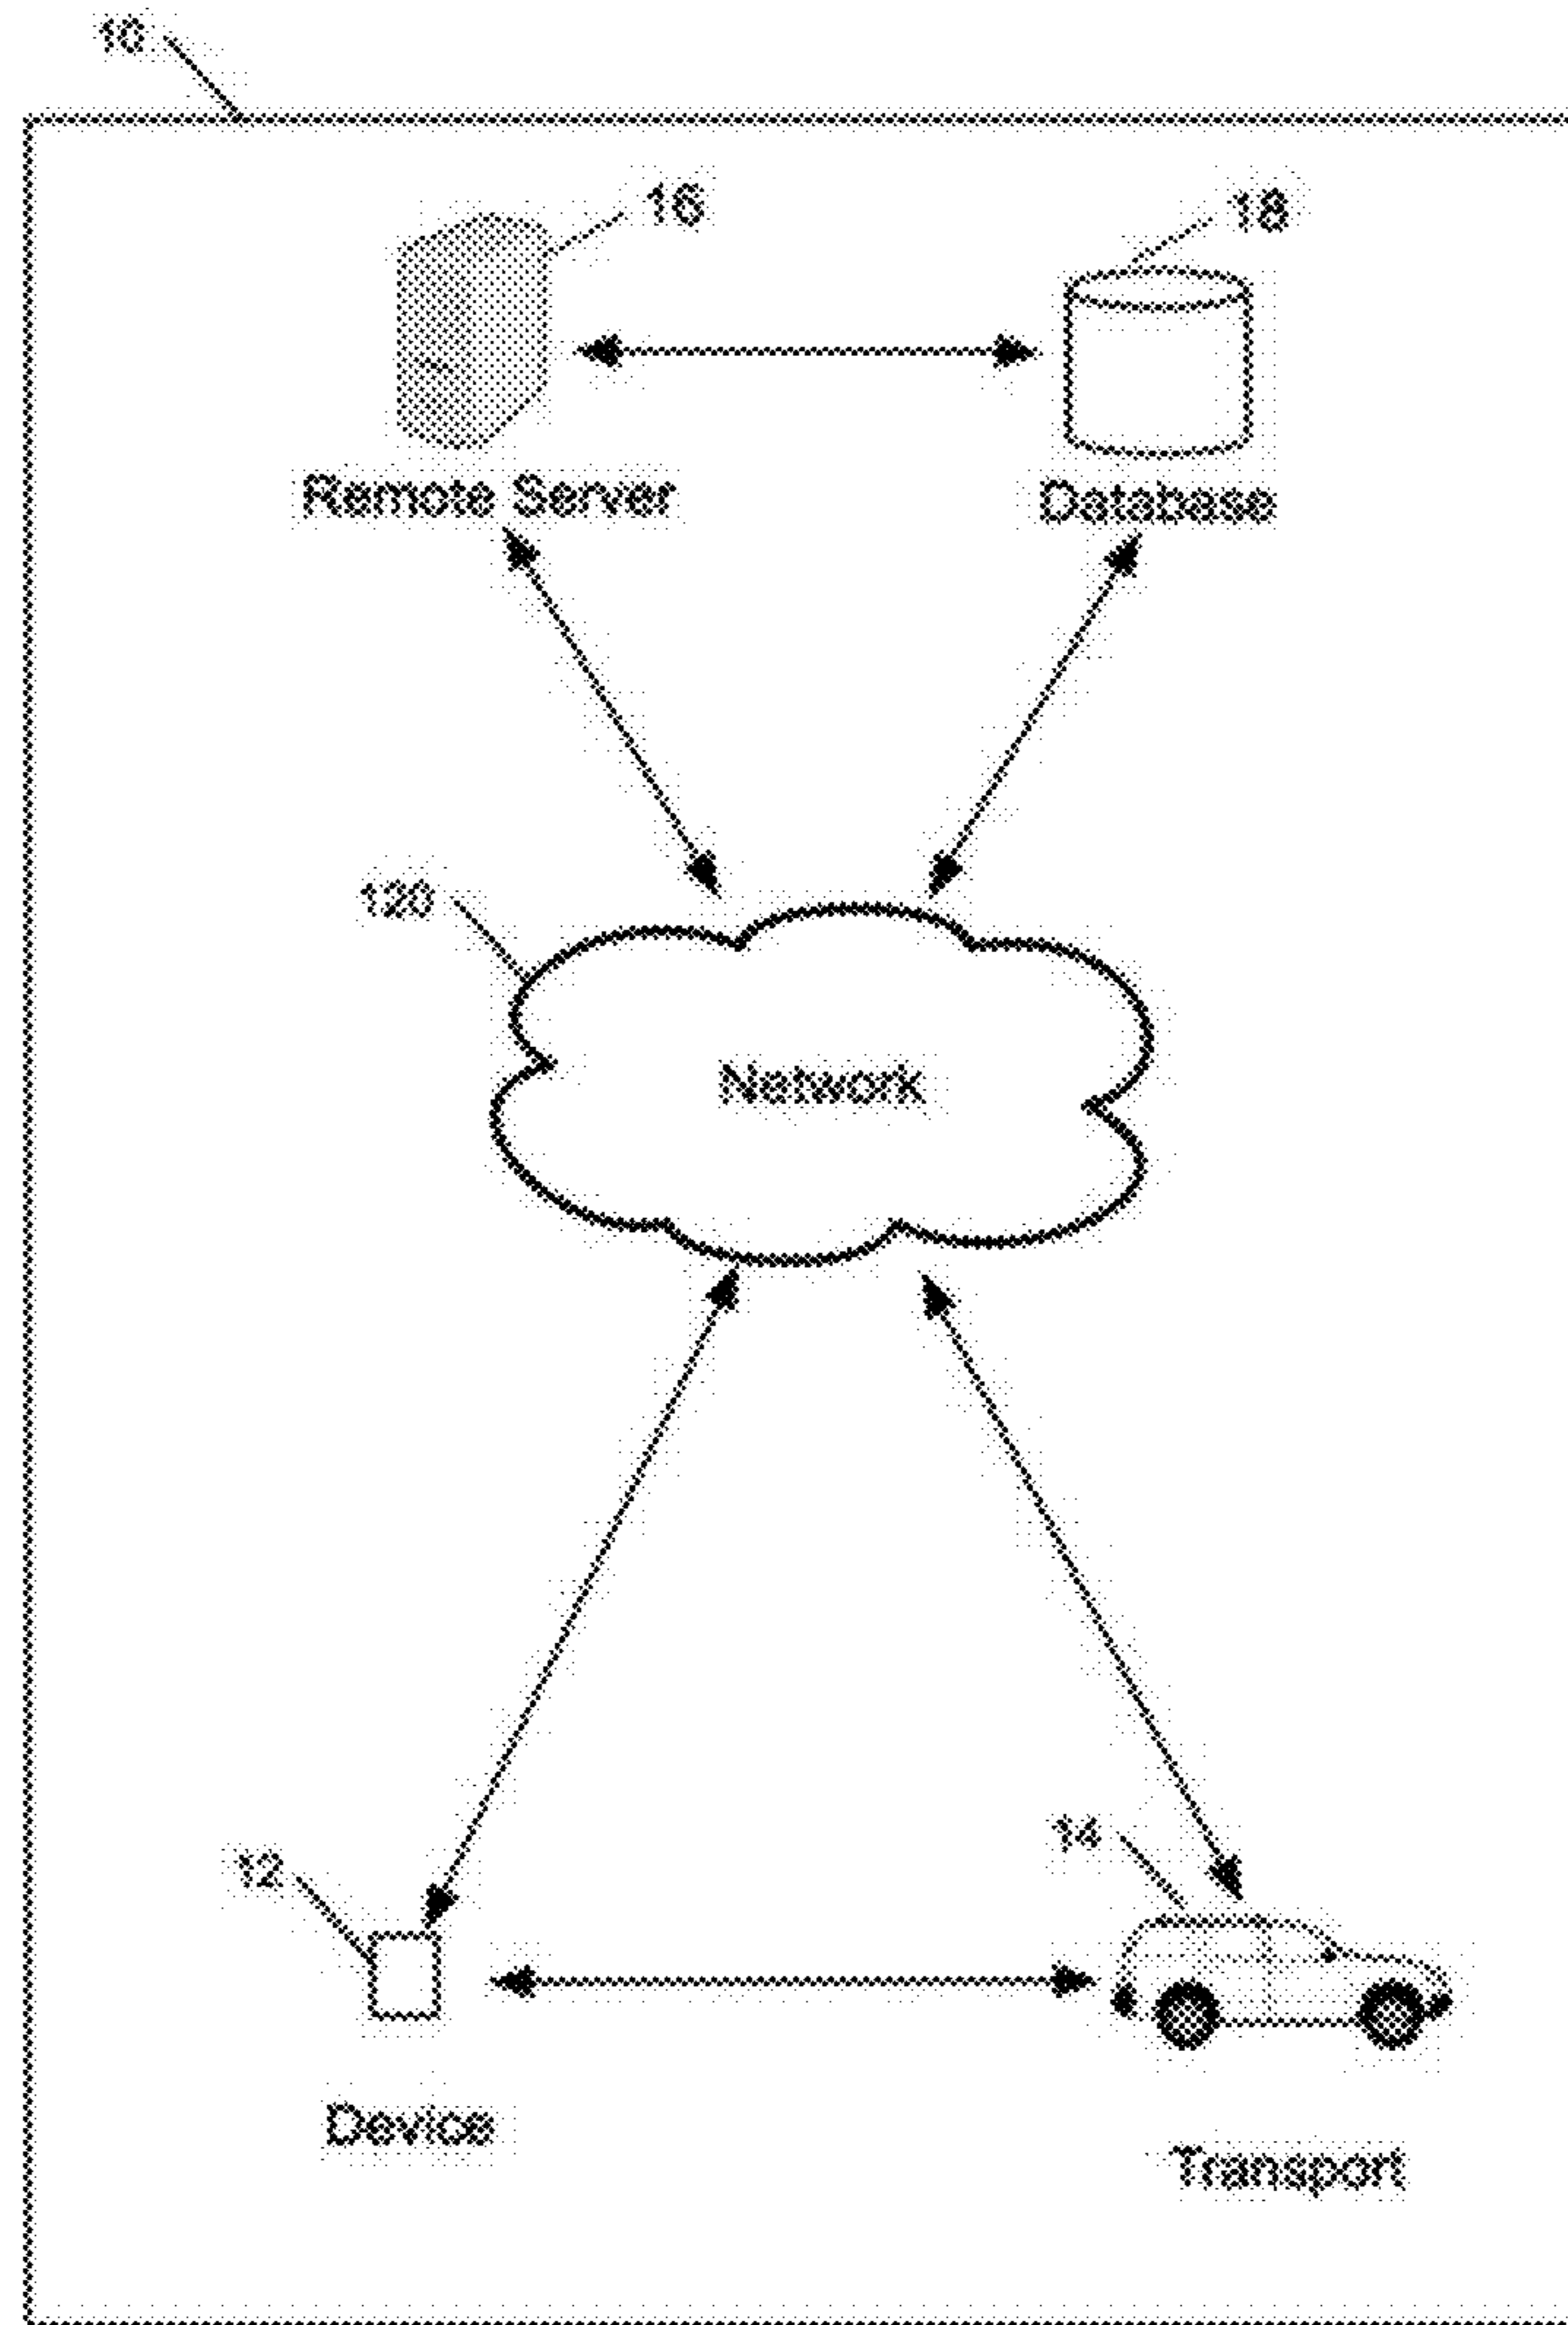 10
16
18
Remote Server
Database
120
Network
14
12
Device
Transport